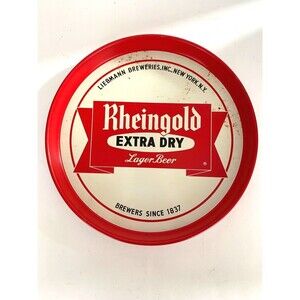 LIEBMANN BREWERIES, INC. NEW YORK, N.Y.
Rheingold
EXTRA DRY
Lager Beer
®
BREWERS SINCE 1837